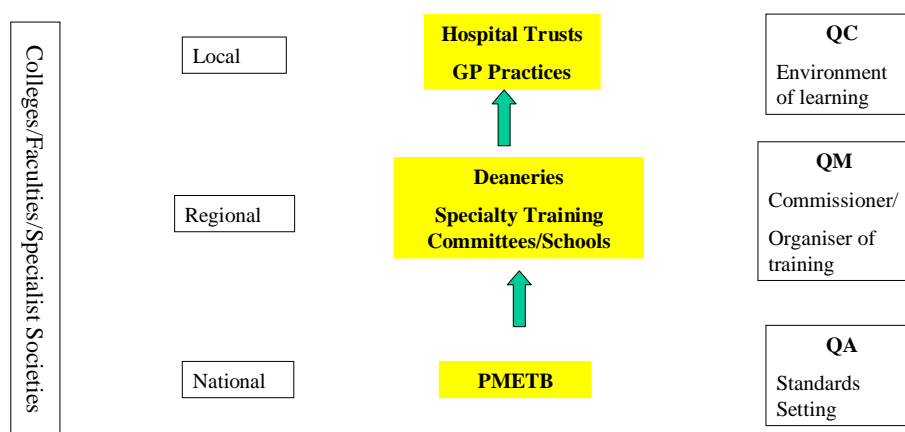 Colleges/Faculties/Specialist Societies
Local
Hospital Trusts
GP Practices
QC
Environment
of learning
Regional
Deaneries
Specialty Training
Committees/Schools
QM
Commissioner/
Organiser of
training
National
PMETB
QA
Standards
Setting